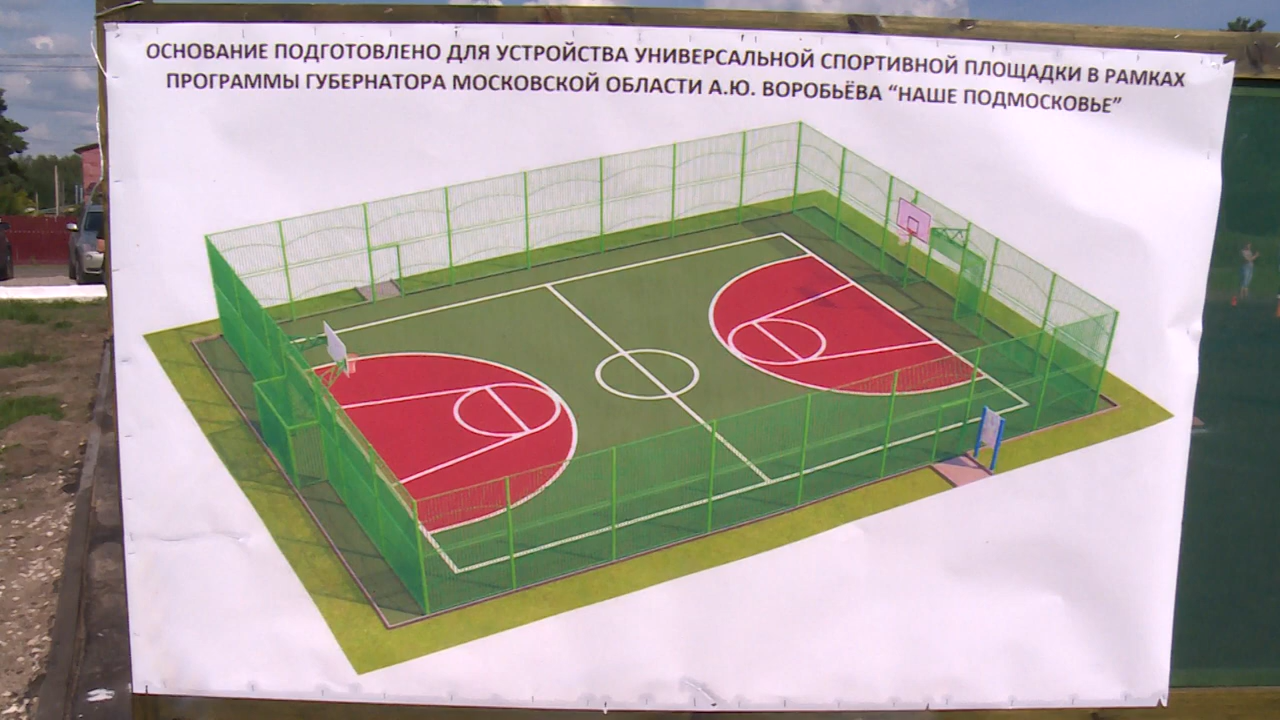 ОСНОВАНИЕ ПОДГОТОВЛЕНО ДЛЯ УСТРОЙСТВА УНИВЕРСАЛЬНОЙ СПОРТИВНОЙ ПЛОЩАДКИ В РАМКАХ
ПРОГРАММЫ ГУБЕРНАТОРА МОСКОВСКОЙ ОБЛАСТИ А.Ю. ВОРОБЬЁВА “НАШЕ ПОДМОСКОВЬЕ”